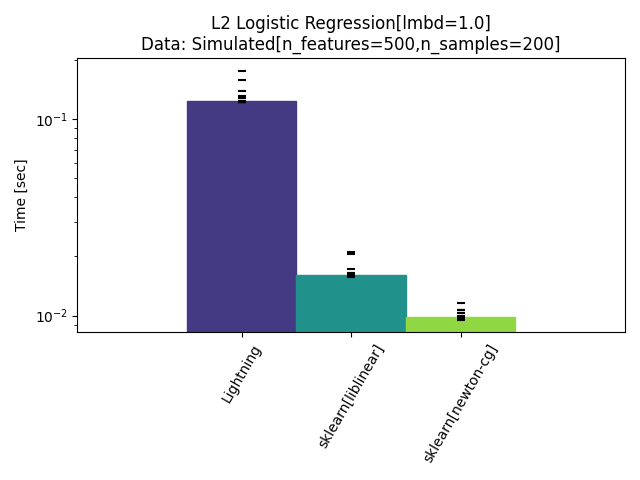 L2 Logistic Regression[lmbd=1.0]
Data: Simulated[n_features=500,n_samples=200]
Time [sec]
10⁻¹
10⁻²
Lightning
sklearn[liblinear]
sklearn[newton-cg]